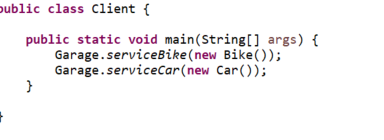 public class Client {
public static void main(String[] args) {
Garage.serviceBike(new Bike());
Garage.serviceCar(new Car());
}
}